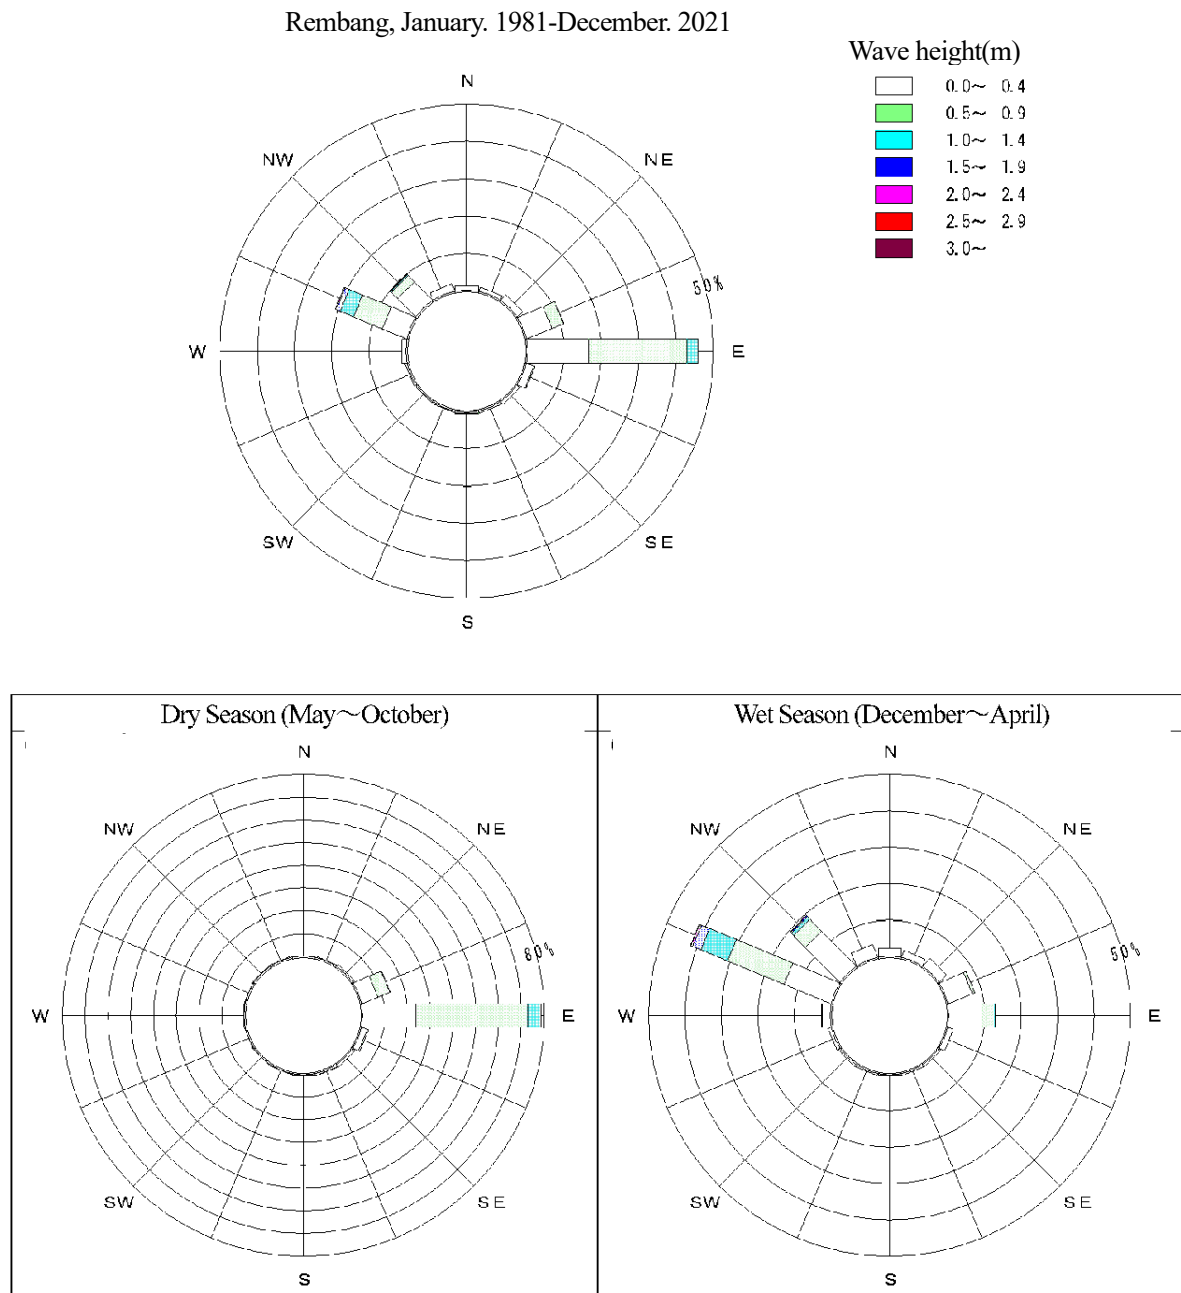 Rembang, January. 1981-December. 2021
Wave height(m)
0.0～ 0.4
0.5～ 0.9
1.0～ 1.4
1.5～ 1.9
2.0～ 2.4
2.5～ 2.9
3.0～
N
NW
NE
50%
W
E
SW
SE
S
Dry Season (May～October)
N
NW
NE
80%
W
E
SW
SE
S
Wet Season (December～April)
N
NW
NE
50%
W
E
SW
SE
S